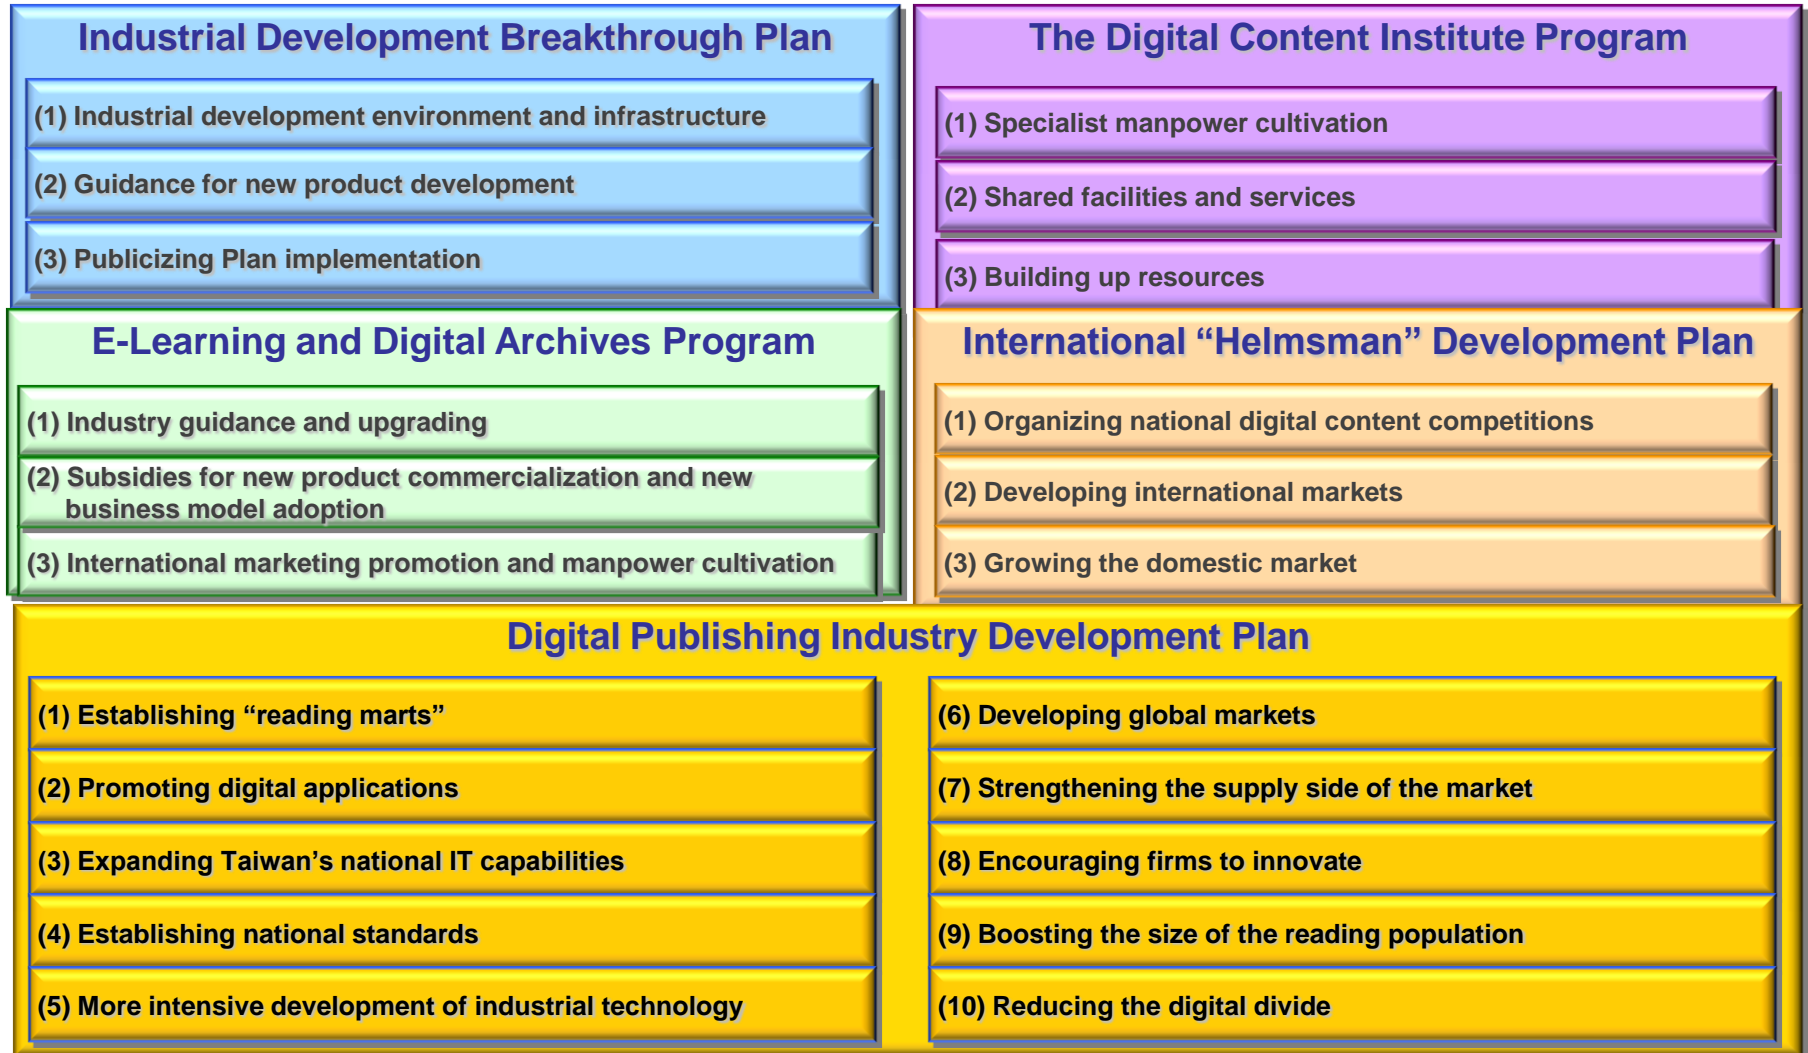 Industrial Development Breakthrough Plan
(1) Industrial development environment and infrastructure
(2) Guidance for new product development
(3) Publicizing Plan implementation
The Digital Content Institute Program
(1) Specialist manpower cultivation
(2) Shared facilities and services
(3) Building up resources
E-Learning and Digital Archives Program
(1) Industry guidance and upgrading
(2) Subsidies for new product commercialization and new
business model adoption
(3) International marketing promotion and manpower cultivation
International “Helmsman” Development Plan
(1) Organizing national digital content competitions
(2) Developing international markets
(3) Growing the domestic market
Digital Publishing Industry Development Plan
(1) Establishing “reading marts”
(2) Promoting digital applications
(3) Expanding Taiwan’s national IT capabilities
(4) Establishing national standards
(5) More intensive development of industrial technology
(6) Developing global markets
(7) Strengthening the supply side of the market
(8) Encouraging firms to innovate
(9) Boosting the size of the reading population
(10) Reducing the digital divide